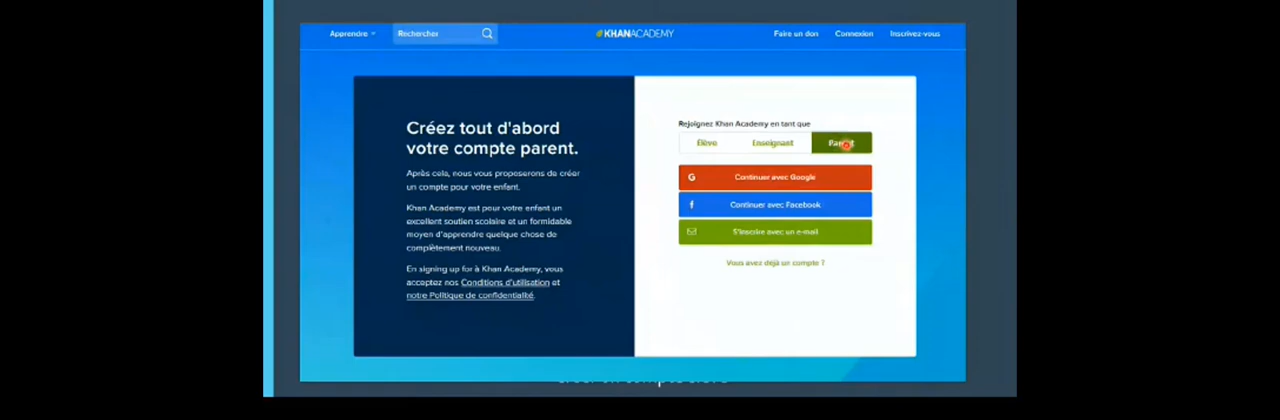 Apprendre
Rechercher
KHANACADEMY
Faire un don
Connexion
Inscrivez-vous
Créez tout d'abord
votre compte parent.
Après cela, nous vous proposerons de créer
un compte pour votre enfant.
Khan Academy est pour votre enfant un
excellent soutien scolaire et un formidable
moyen d'apprendre quelque chose de
complètement nouveau.
En signing up for à Khan Academy, vous
acceptez nos Conditions d'utilisation et
notre Politique de confidentialité.
Rejoignez Khan Academy en tant que
Élève
Enseignant
Parent
G Continuer avec Google
f Continuer avec Facebook
S'inscrire avec un e-mail
Vous avez déjà un compte ?